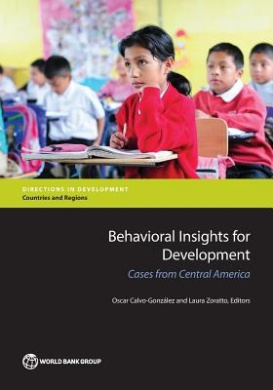 DIRECTIONS IN DEVELOPMENT
Countries and Regions
Behavioral Insights for
Development
Cases from Central America
Oscar Calvo-González and Laura Zoratto, Editors
WORLD BANK GROUP